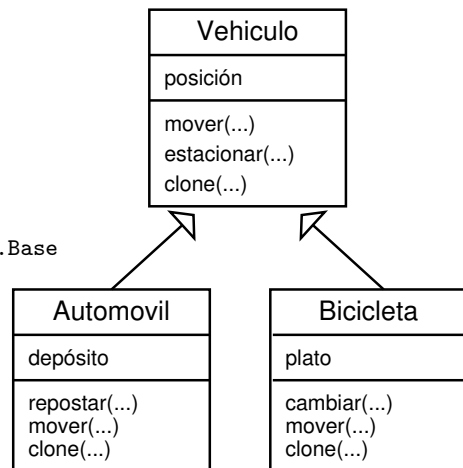 Vehiculo
posición
mover(...)
estacionar(...)
clone(...)
.Base
Automovil
depósito
repostar(...)
mover(...)
clone(...)
Bicicleta
plato
cambiar(...)
mover(...)
clone(...)